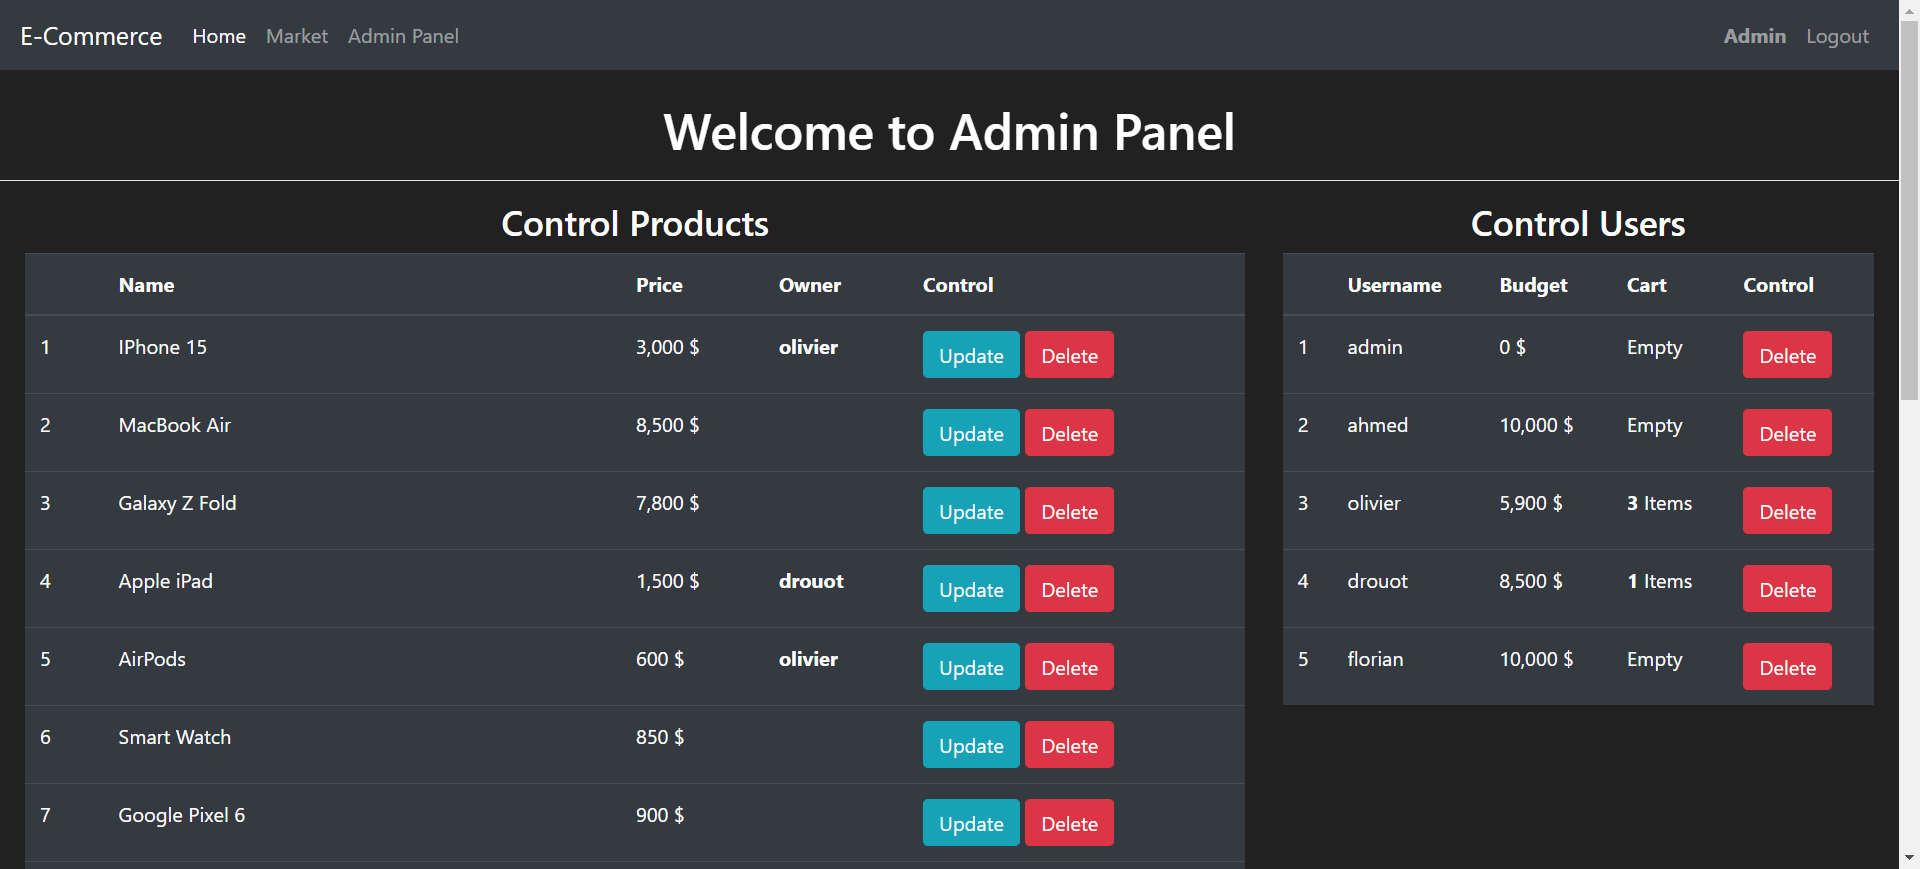 E-Commerce Home Market Admin Panel Admin Logout
Welcome to Admin Panel
Control Products
Name Price Owner Control
1 IPhone 15 3,000 $ olivier Update Delete
2 MacBook Air 8,500 $ Update Delete
3 Galaxy Z Fold 7,800 $ Update Delete
4 Apple iPad 1,500 $ drouot Update Delete
5 AirPods 600 $ olivier Update Delete
6 Smart Watch 850 $ Update Delete
7 Google Pixel 6 900 $ Update Delete
Control Users
Username Budget Cart Control
1 admin 0 $ Empty Delete
2 ahmed 10,000 $ Empty Delete
3 olivier 5,900 $ 3 Items Delete
4 drouot 8,500 $ 1 Items Delete
5 florian 10,000 $ Empty Delete